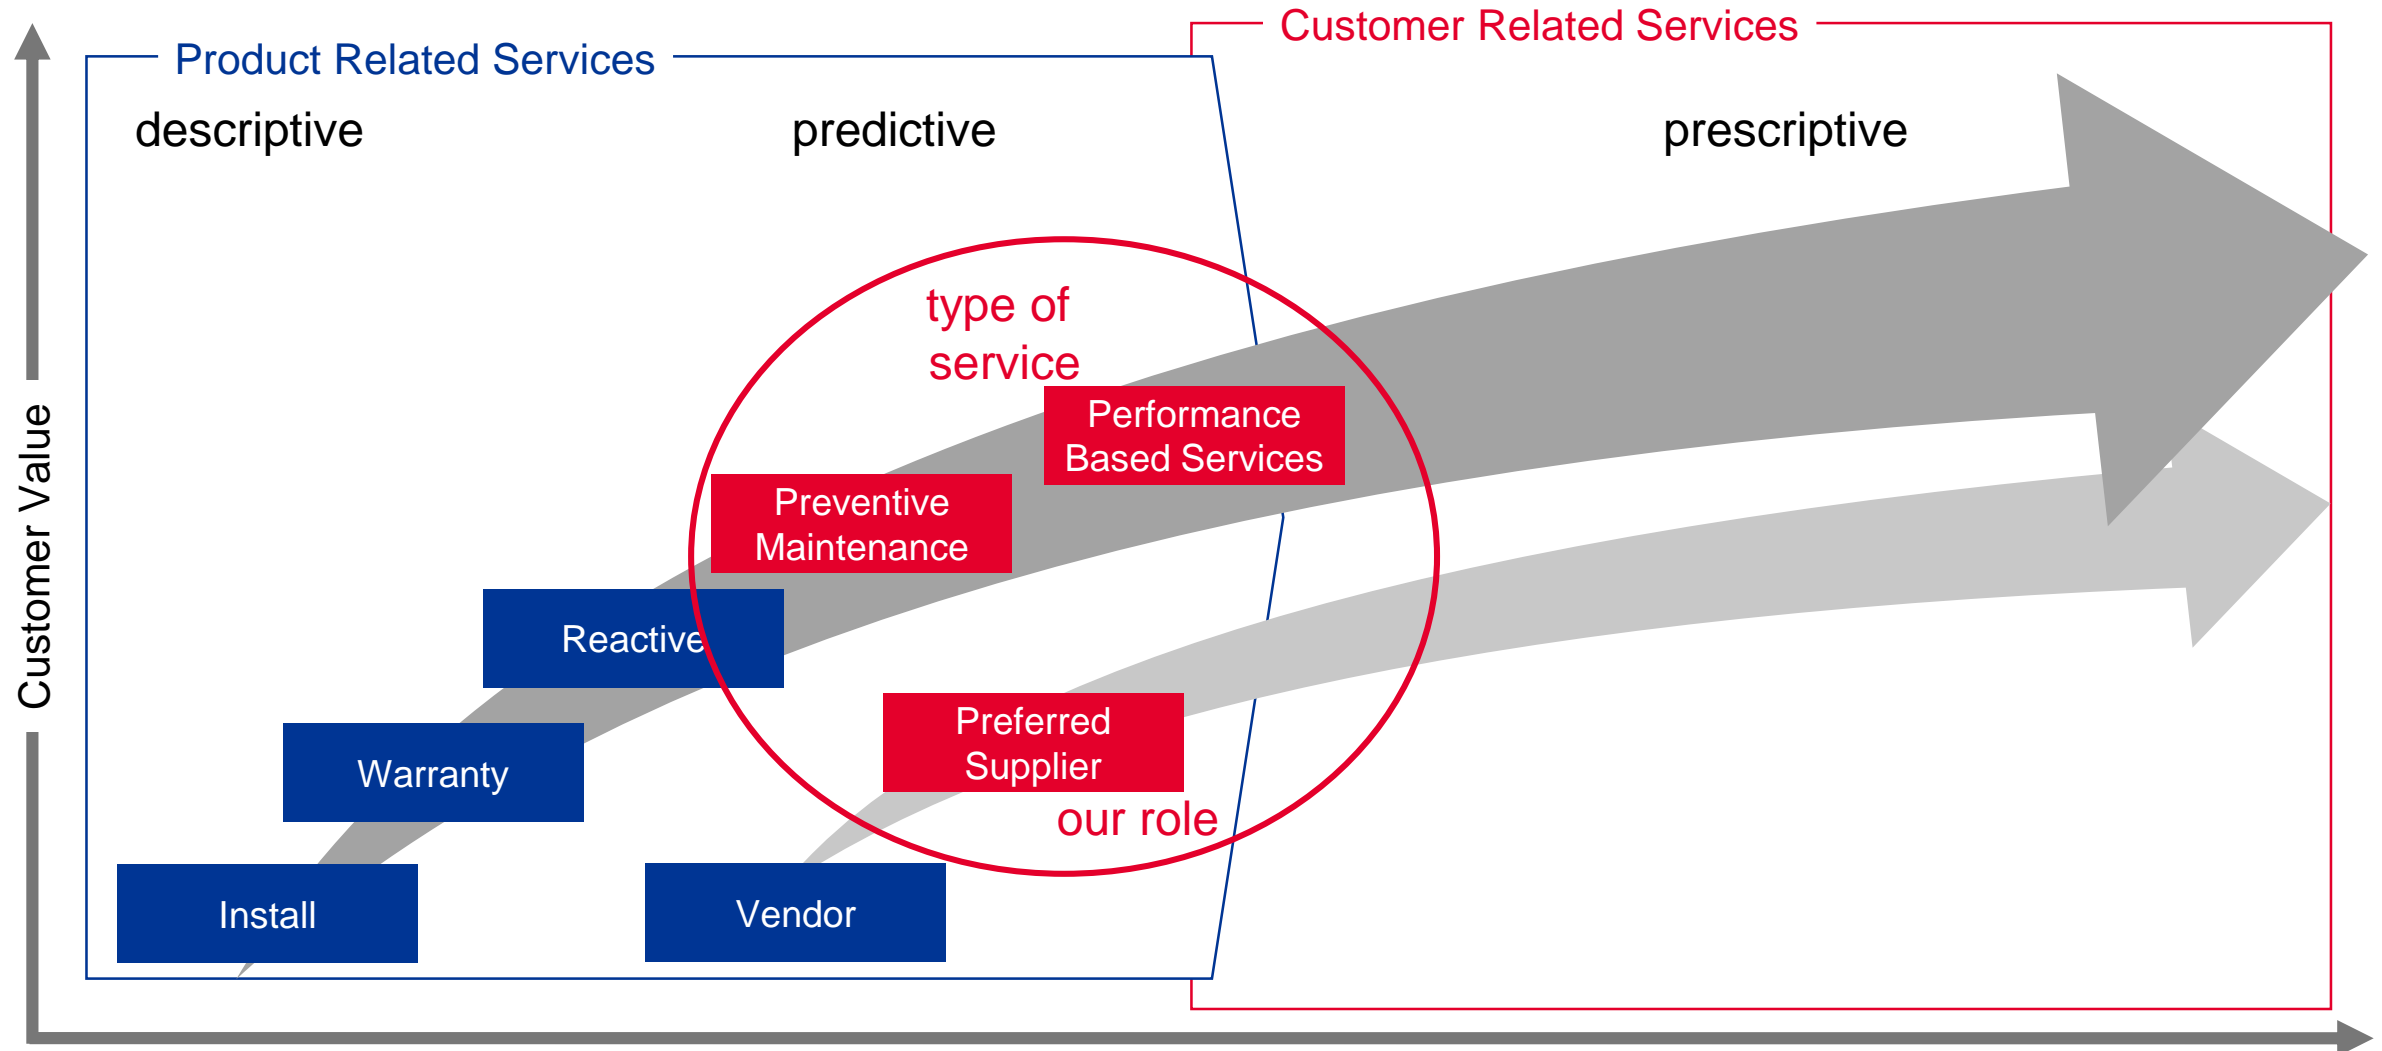 Customer Related Services
Product Related Services
descriptive
predictive
prescriptive
type of
service
Performance
Based Services
Preventive
Maintenance
Reactive
Customer Value
Preferred
Supplier
Warranty
our role
Install
Vendor